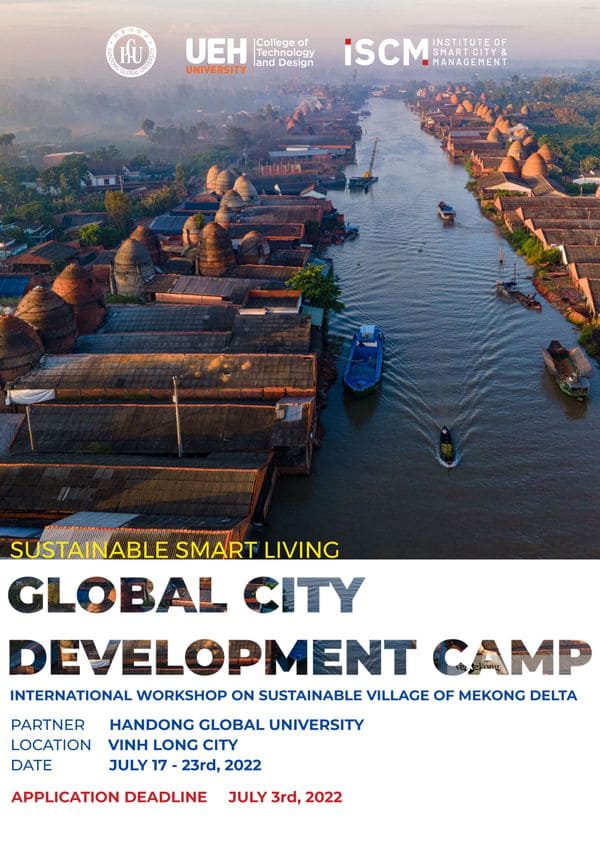 HGU
UEH
UNIVERSITY
College of
Technology
and Design
iSCM
INSTITUTE OF
SMART CITY &
MANAGEMENT
SUSTAINABLE SMART LIVING
GLOBAL CITY
DEVELOPMENT CAMP
INTERNATIONAL WORKSHOP ON SUSTAINABLE VILLAGE OF MEKONG DELTA
PARTNER HANDONG GLOBAL UNIVERSITY
LOCATION VINH LONG CITY
DATE JULY 17 - 23rd, 2022
APPLICATION DEADLINE JULY 3rd, 2022